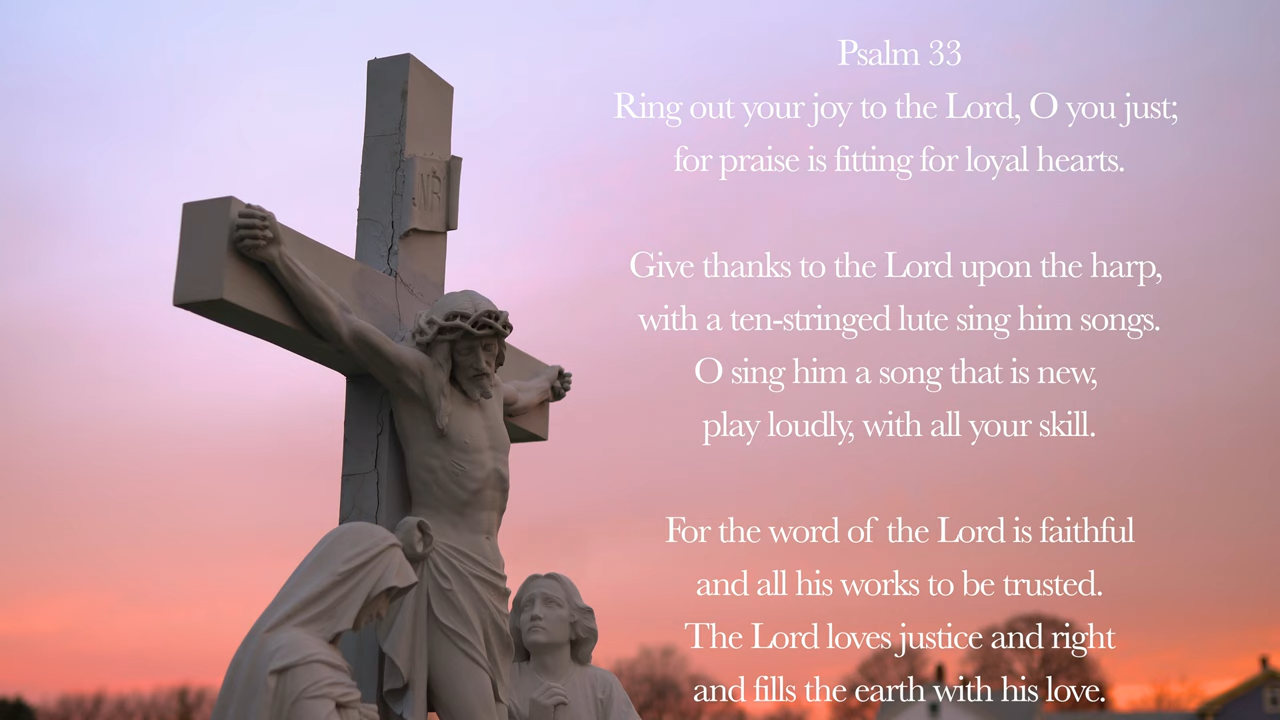 Psalm 33
Ring out your joy to the Lord, O you just;
for praise is fitting for loyal hearts.
Give thanks to the Lord upon the harp,
with a ten-stringed lute sing him songs.
O sing him a song that is new,
play loudly, with all your skill.
For the word of the Lord is faithful
and all his works to be trusted.
The Lord loves justice and right
and fills the earth with his love.